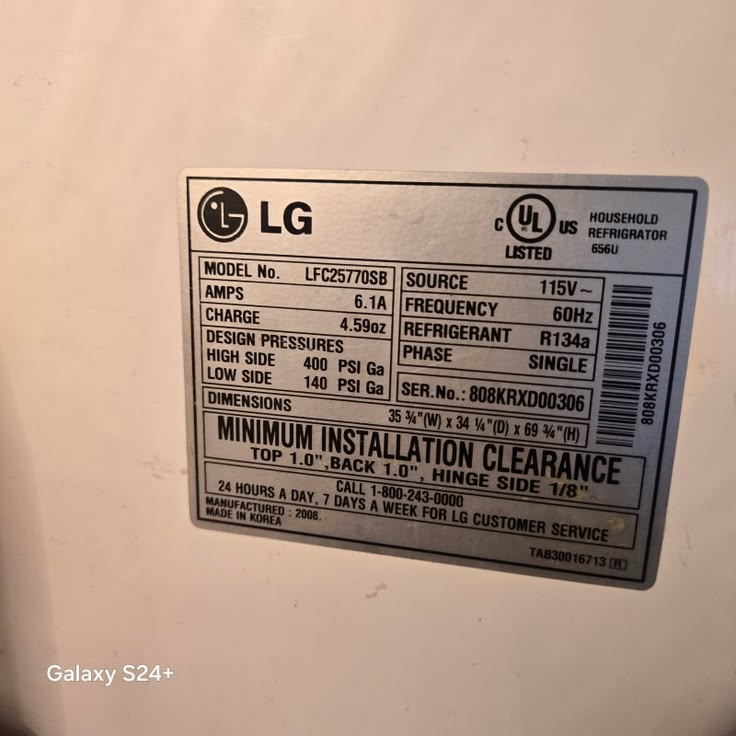 LG
C UL US
LISTED
HOUSEHOLD
REFRIGRATOR
656U
MODEL No. LFC25770SB
AMPS 6.1A
CHARGE 4.59oz
DESIGN PRESSURES
HIGH SIDE 400 PSI Ga
LOW SIDE 140 PSI Ga
SOURCE 115V~
FREQUENCY 60Hz
REFRIGERANT R134a
PHASE SINGLE
SER.No.: 808KRXD00306
808KRXD00306
DIMENSIONS 35 ¾"(W) x 34 ¼"(D) x 69 ¾"(H)
MINIMUM INSTALLATION CLEARANCE
TOP 1.0", BACK 1.0", HINGE SIDE 1/8"
CALL 1-800-243-0000
24 HOURS A DAY, 7 DAYS A WEEK FOR LG CUSTOMER SERVICE
MANUFACTURED : 2008.
MADE IN KOREA
TAB30016713 R
Galaxy S24+